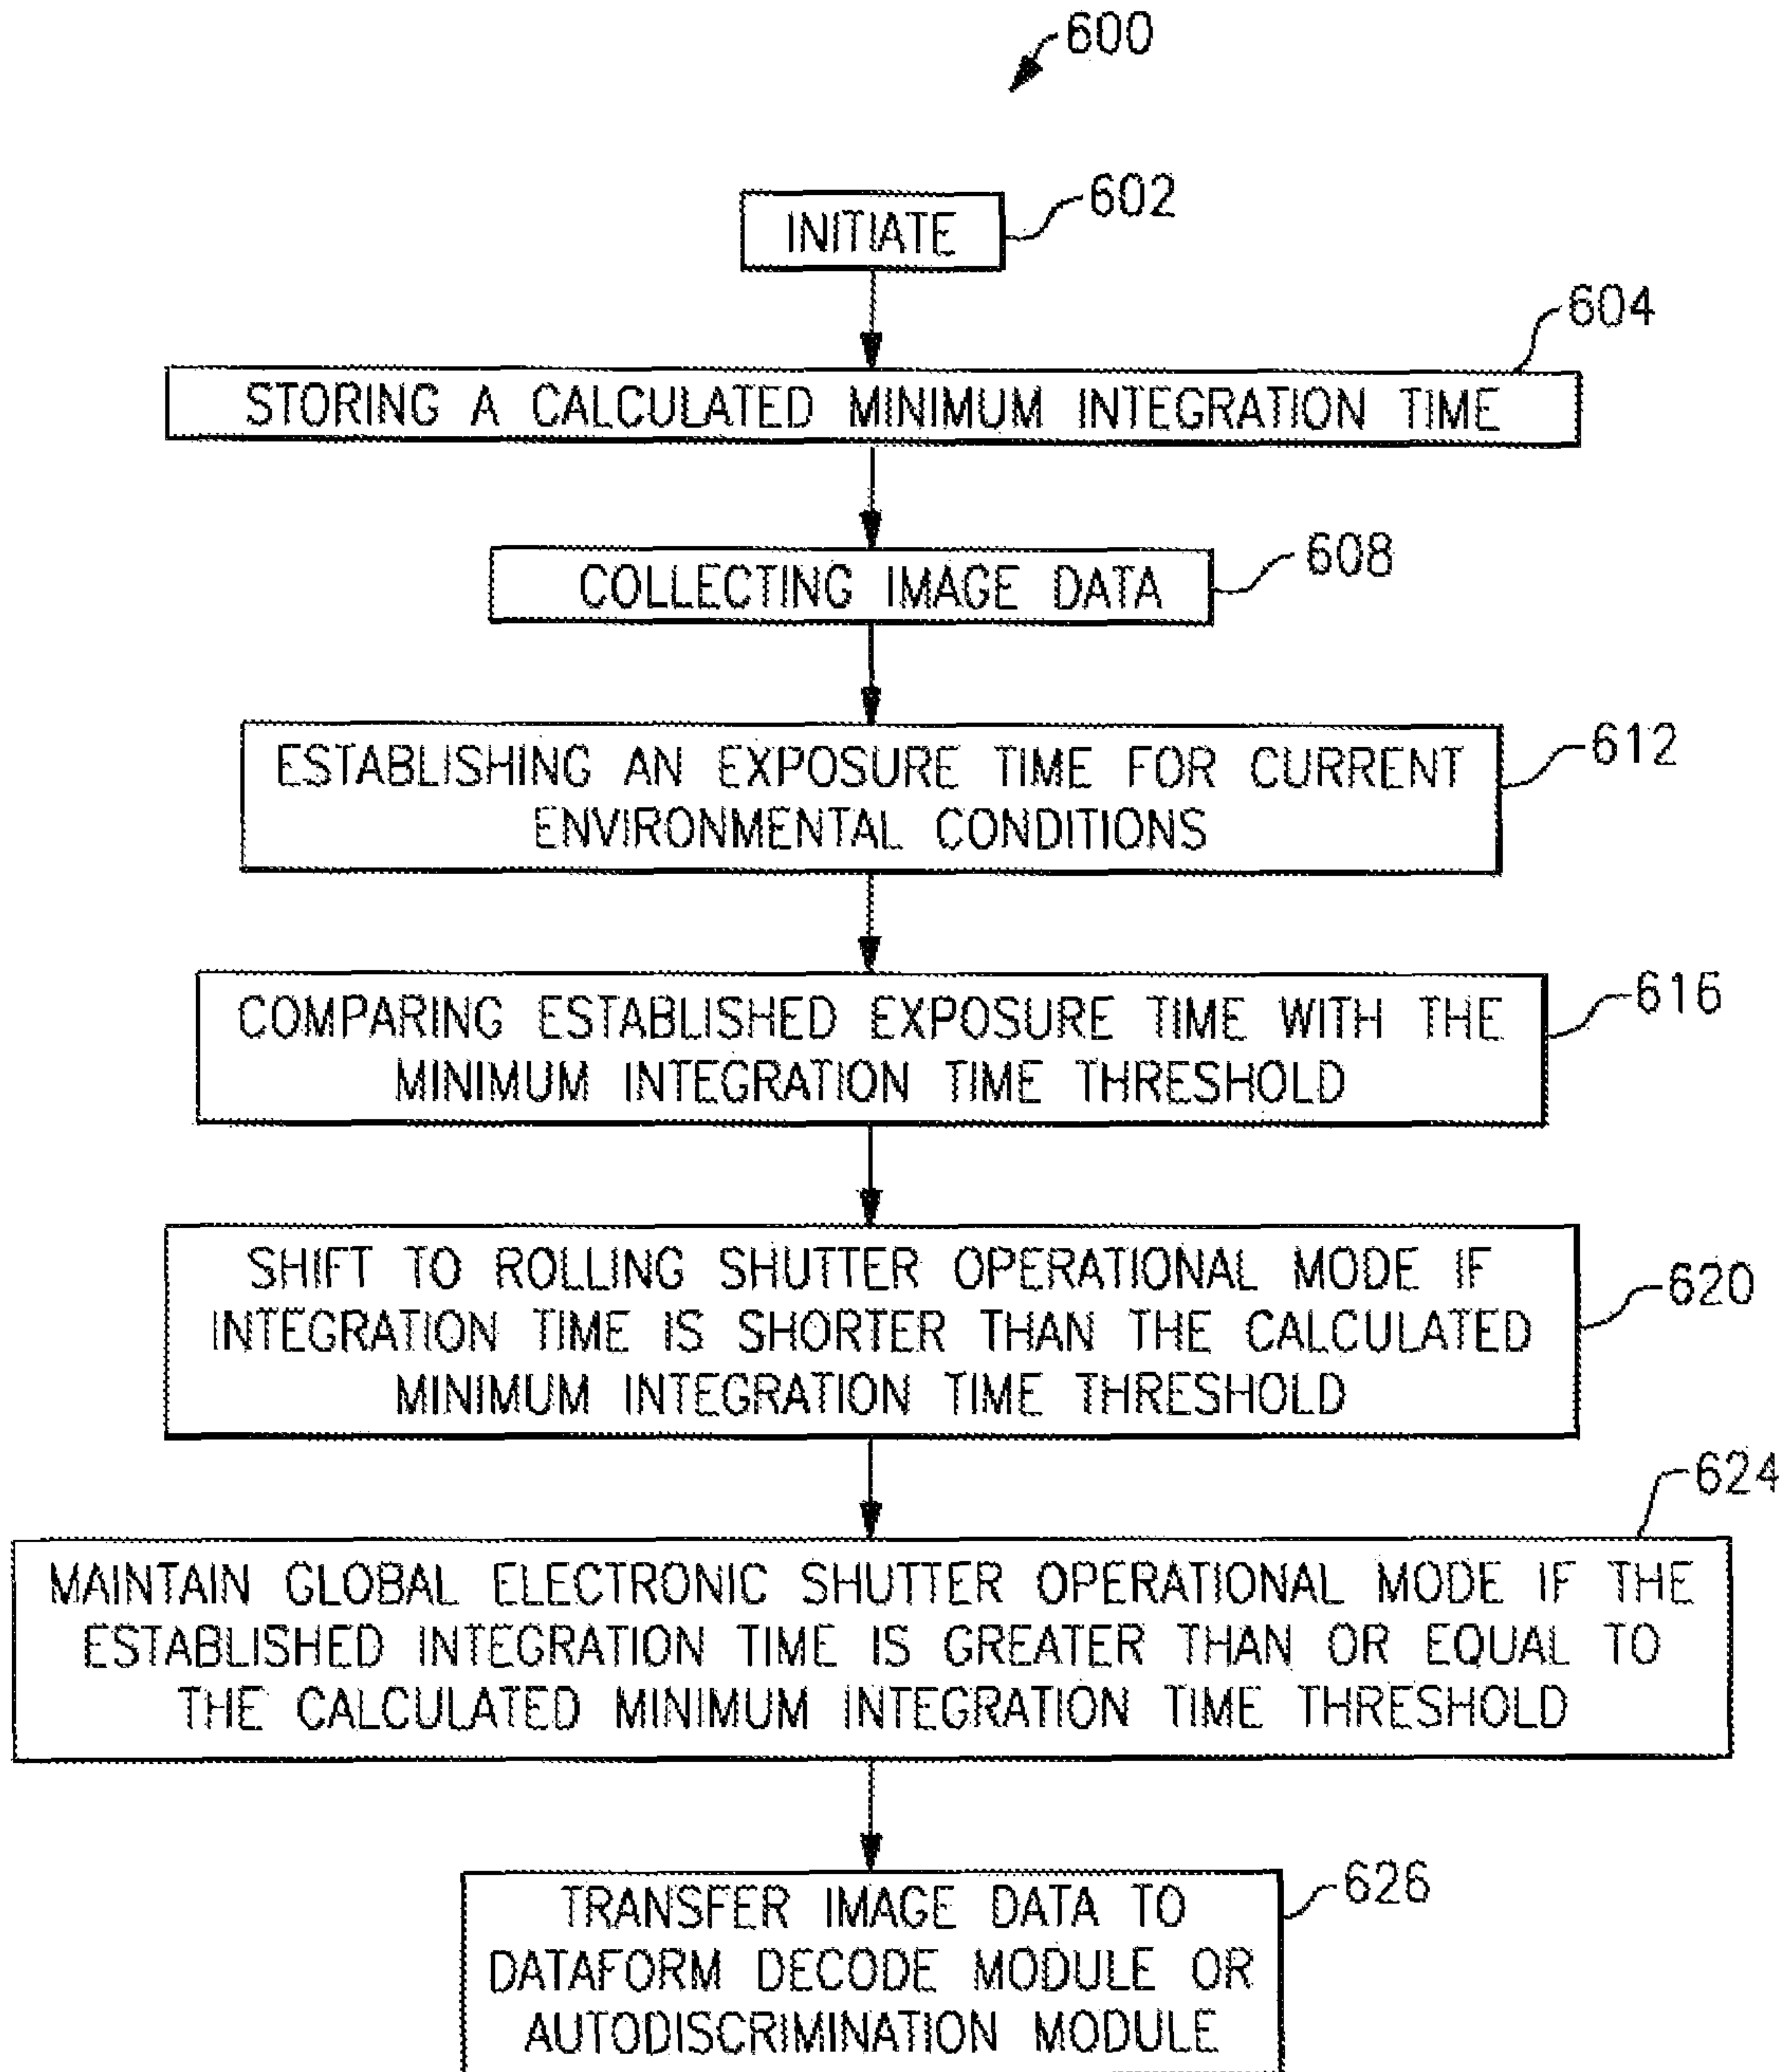 600
INITIATE
602
604
STORING A CALCULATED MINIMUM INTEGRATION TIME
COLLECTING IMAGE DATA
608
ESTABLISHING AN EXPOSURE TIME FOR CURRENT
ENVIRONMENTAL CONDITIONS
612
COMPARING ESTABLISHED EXPOSURE TIME WITH THE
MINIMUM INTEGRATION TIME THRESHOLD
616
SHIFT TO ROLLING SHUTTER OPERATIONAL MODE IF
INTEGRATION TIME IS SHORTER THAN THE CALCULATED
MINIMUM INTEGRATION TIME THRESHOLD
620
624
MAINTAIN GLOBAL ELECTRONIC SHUTTER OPERATIONAL MODE IF THE
ESTABLISHED INTEGRATION TIME IS GREATER THAN OR EQUAL TO
THE CALCULATED MINIMUM INTEGRATION TIME THRESHOLD
TRANSFER IMAGE DATA TO
DATAFORM DECODE MODULE OR
AUTODISCRIMINATION MODULE
626